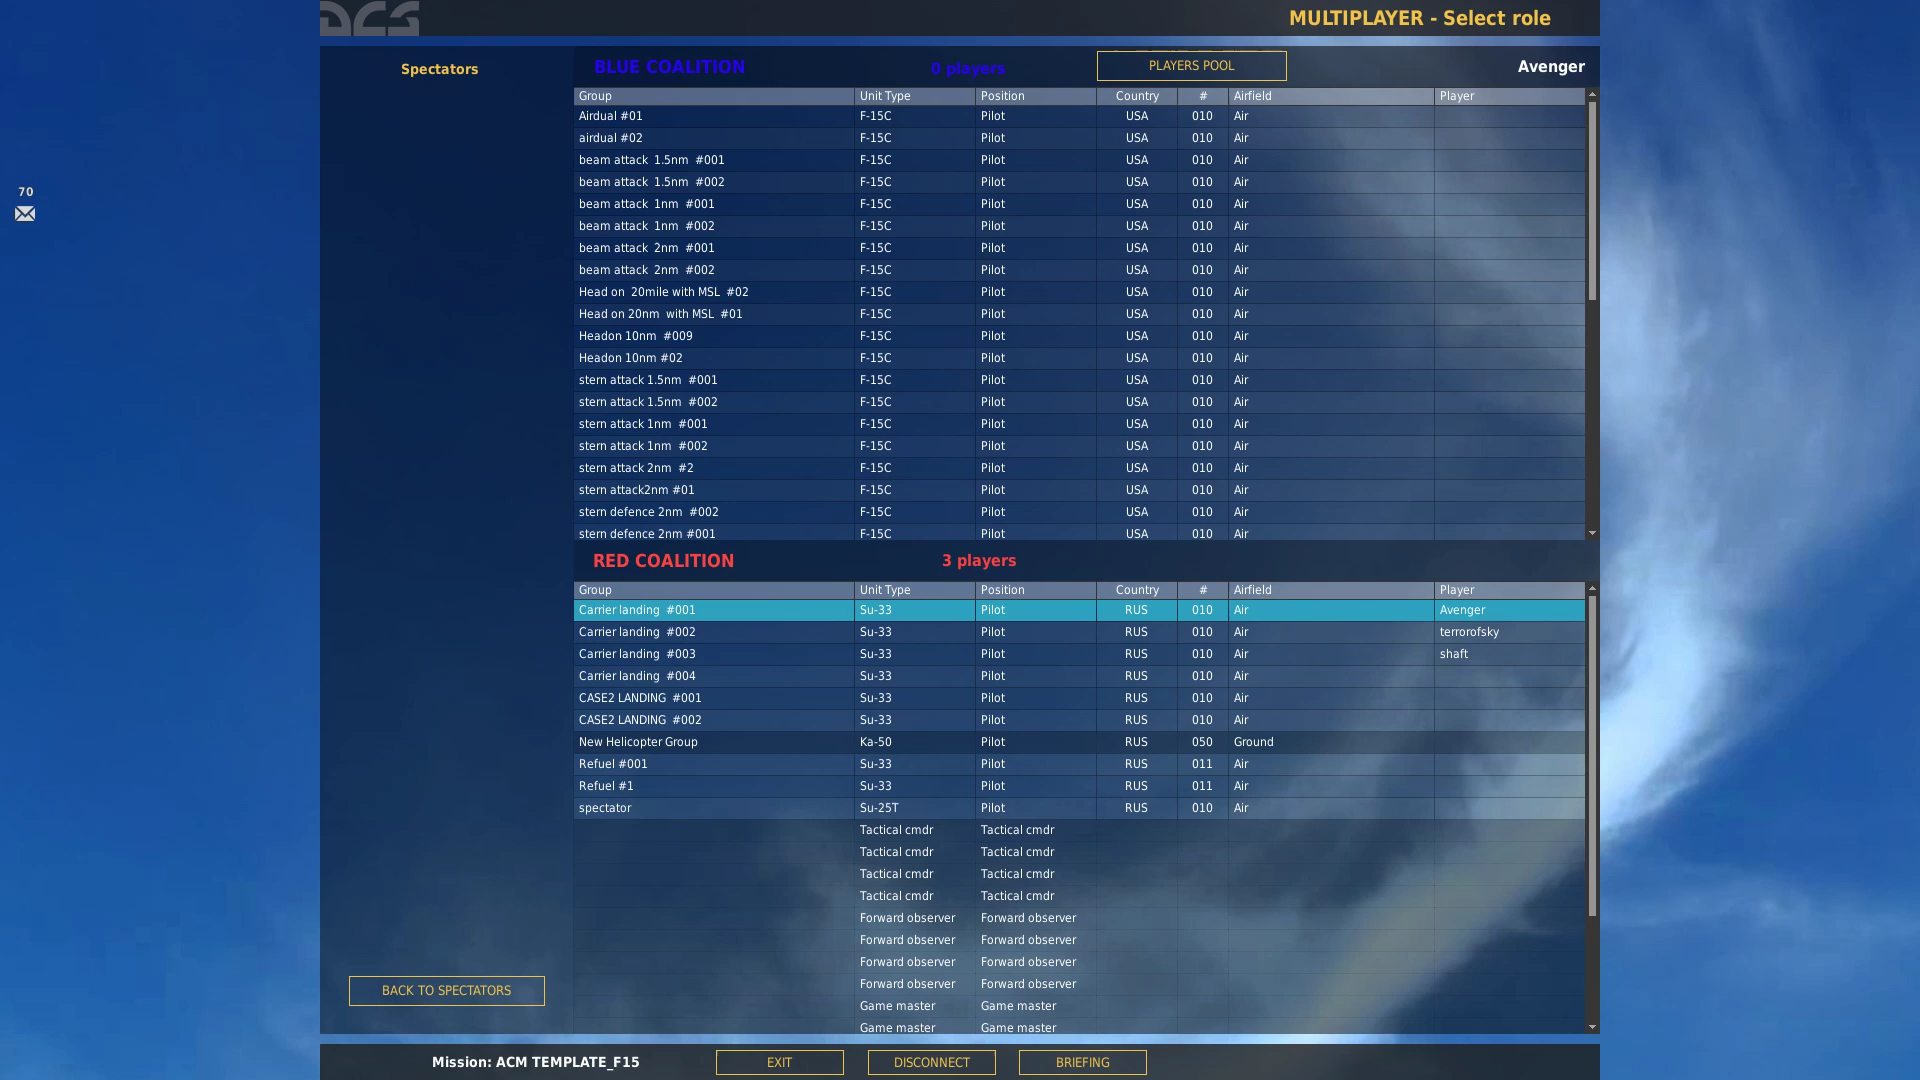 DCS
MULTIPLAYER - Select role
Spectators
BLUE COALITION 0 players PLAYERS POOL Avenger
Group Unit Type Position Country # Airfield Player
Airdual #01 F-15C Pilot USA 010 Air
airdual #02 F-15C Pilot USA 010 Air
beam attack 1.5nm #001 F-15C Pilot USA 010 Air
beam attack 1.5nm #002 F-15C Pilot USA 010 Air
beam attack 1nm #001 F-15C Pilot USA 010 Air
beam attack 1nm #002 F-15C Pilot USA 010 Air
beam attack 2nm #001 F-15C Pilot USA 010 Air
beam attack 2nm #002 F-15C Pilot USA 010 Air
Head on 20mile with MSL #02 F-15C Pilot USA 010 Air
Head on 20nm with MSL #01 F-15C Pilot USA 010 Air
Headon 10nm #009 F-15C Pilot USA 010 Air
Headon 10nm #02 F-15C Pilot USA 010 Air
stern attack 1.5nm #001 F-15C Pilot USA 010 Air
stern attack 1.5nm #002 F-15C Pilot USA 010 Air
stern attack 1nm #001 F-15C Pilot USA 010 Air
stern attack 1nm #002 F-15C Pilot USA 010 Air
stern attack 2nm #2 F-15C Pilot USA 010 Air
stern attack2nm #01 F-15C Pilot USA 010 Air
stern defence 2nm #002 F-15C Pilot USA 010 Air
stern defence 2nm #001 F-15C Pilot USA 010 Air
RED COALITION 3 players
Group Unit Type Position Country # Airfield Player
Carrier landing #001 Su-33 Pilot RUS 010 Air Avenger
Carrier landing #002 Su-33 Pilot RUS 010 Air terrorofsky
Carrier landing #003 Su-33 Pilot RUS 010 Air shaft
Carrier landing #004 Su-33 Pilot RUS 010 Air
CASE2 LANDING #001 Su-33 Pilot RUS 010 Air
CASE2 LANDING #002 Su-33 Pilot RUS 010 Air
New Helicopter Group Ka-50 Pilot RUS 050 Ground
Refuel #001 Su-33 Pilot RUS 011 Air
Refuel #1 Su-33 Pilot RUS 011 Air
spectator Su-25T Pilot RUS 010 Air
Tactical cmdr Tactical cmdr
Tactical cmdr Tactical cmdr
Tactical cmdr Tactical cmdr
Tactical cmdr Tactical cmdr
Forward observer Forward observer
Forward observer Forward observer
Forward observer Forward observer
Forward observer Forward observer
Game master Game master
Game master Game master
70
BACK TO SPECTATORS
Mission: ACM TEMPLATE_F15 EXIT DISCONNECT BRIEFING